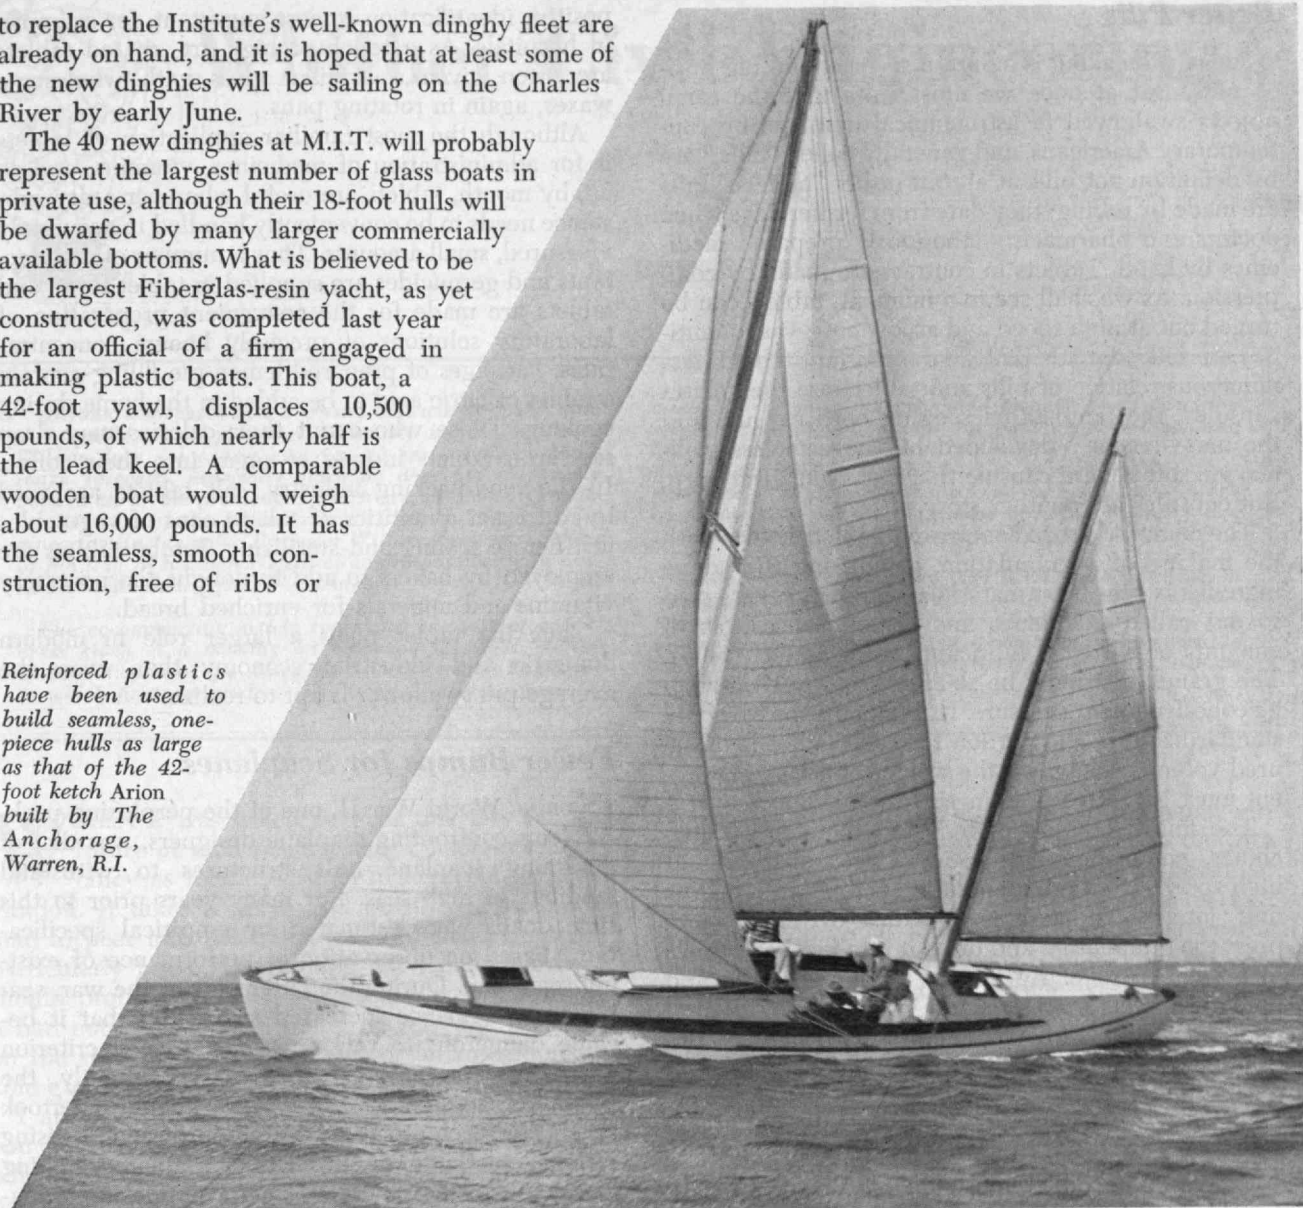 to replace the Institute's well-known dinghy fleet are
already on hand, and it is hoped that at least some of
the new dinghies will be sailing on the Charles
River by early June.
The 40 new dinghies at M.I.T. will probably
represent the largest number of glass boats in
private use, although their 18-foot hulls will
be dwarfed by many larger commercially
available bottoms. What is believed to be
the largest Fiberglas-resin yacht, as yet
constructed, was completed last year
for an official of a firm engaged in
making plastic boats. This boat, a
42-foot yawl, displaces 10,500
pounds, of which nearly half is
the lead keel. A comparable
wooden boat would weigh
about 16,000 pounds. It has
the seamless, smooth con-
struction, free of ribs or
Reinforced plastics
have been used to
build seamless, one-
piece hulls as large
as that of the 42-
foot ketch Arion
built by The
Anchorage,
Warren, R.I.